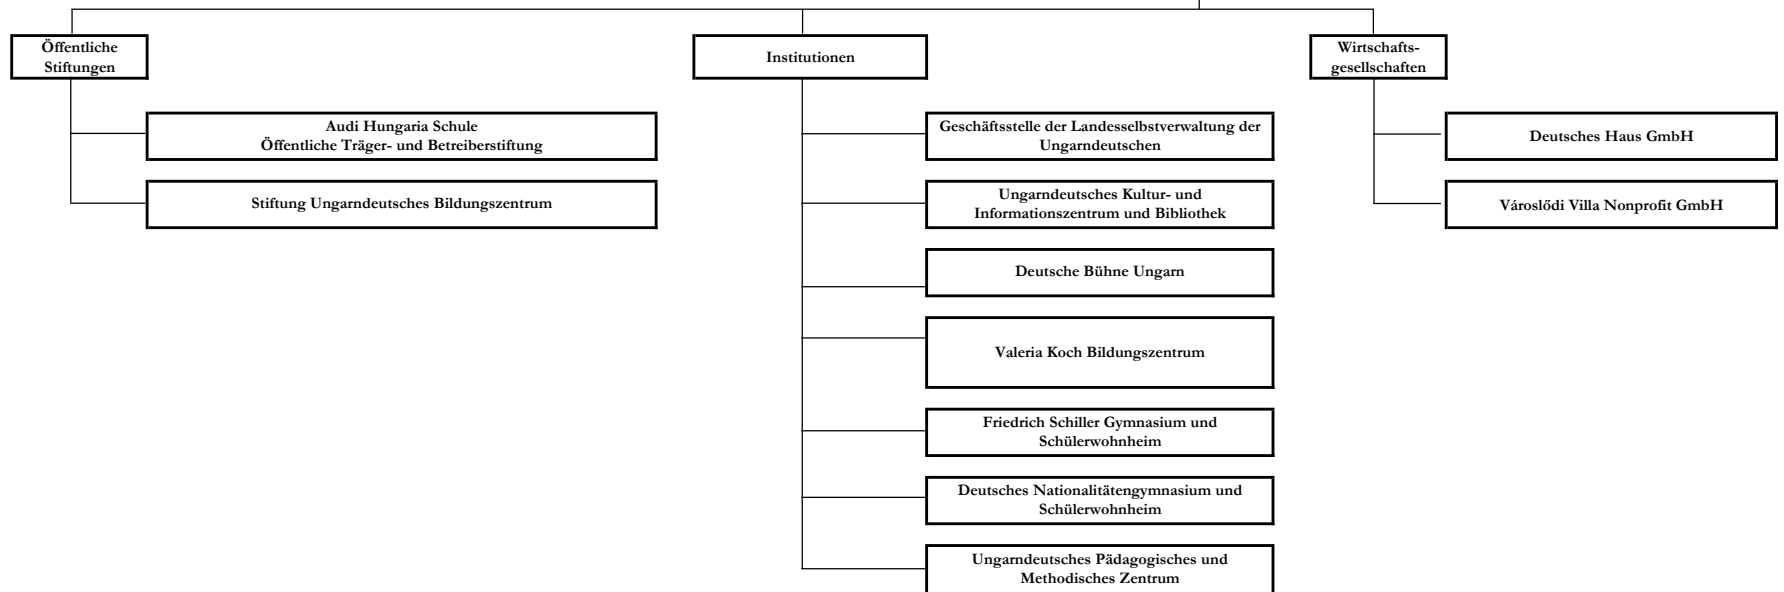 Öffentliche
Stiftungen
Audi Hungaria Schule
Öffentliche Träger- und Betreiberstiftung
Stiftung Ungarndeutsches Bildungszentrum
Institutionen
Geschäftsstelle der Landesselbstverwaltung der
Ungarndeutschen
Ungarndeutsches Kultur- und
Informationszentrum und Bibliothek
Deutsche Bühne Ungarn
Valeria Koch Bildungszentrum
Friedrich Schiller Gymnasium und
Schülerwohnheim
Deutsches Nationalitätengymnasium und
Schülerwohnheim
Ungarndeutsches Pädagogisches und
Methodisches Zentrum
Wirtschafts-
gesellschaften
Deutsches Haus GmbH
Városlődi Villa Nonprofit GmbH